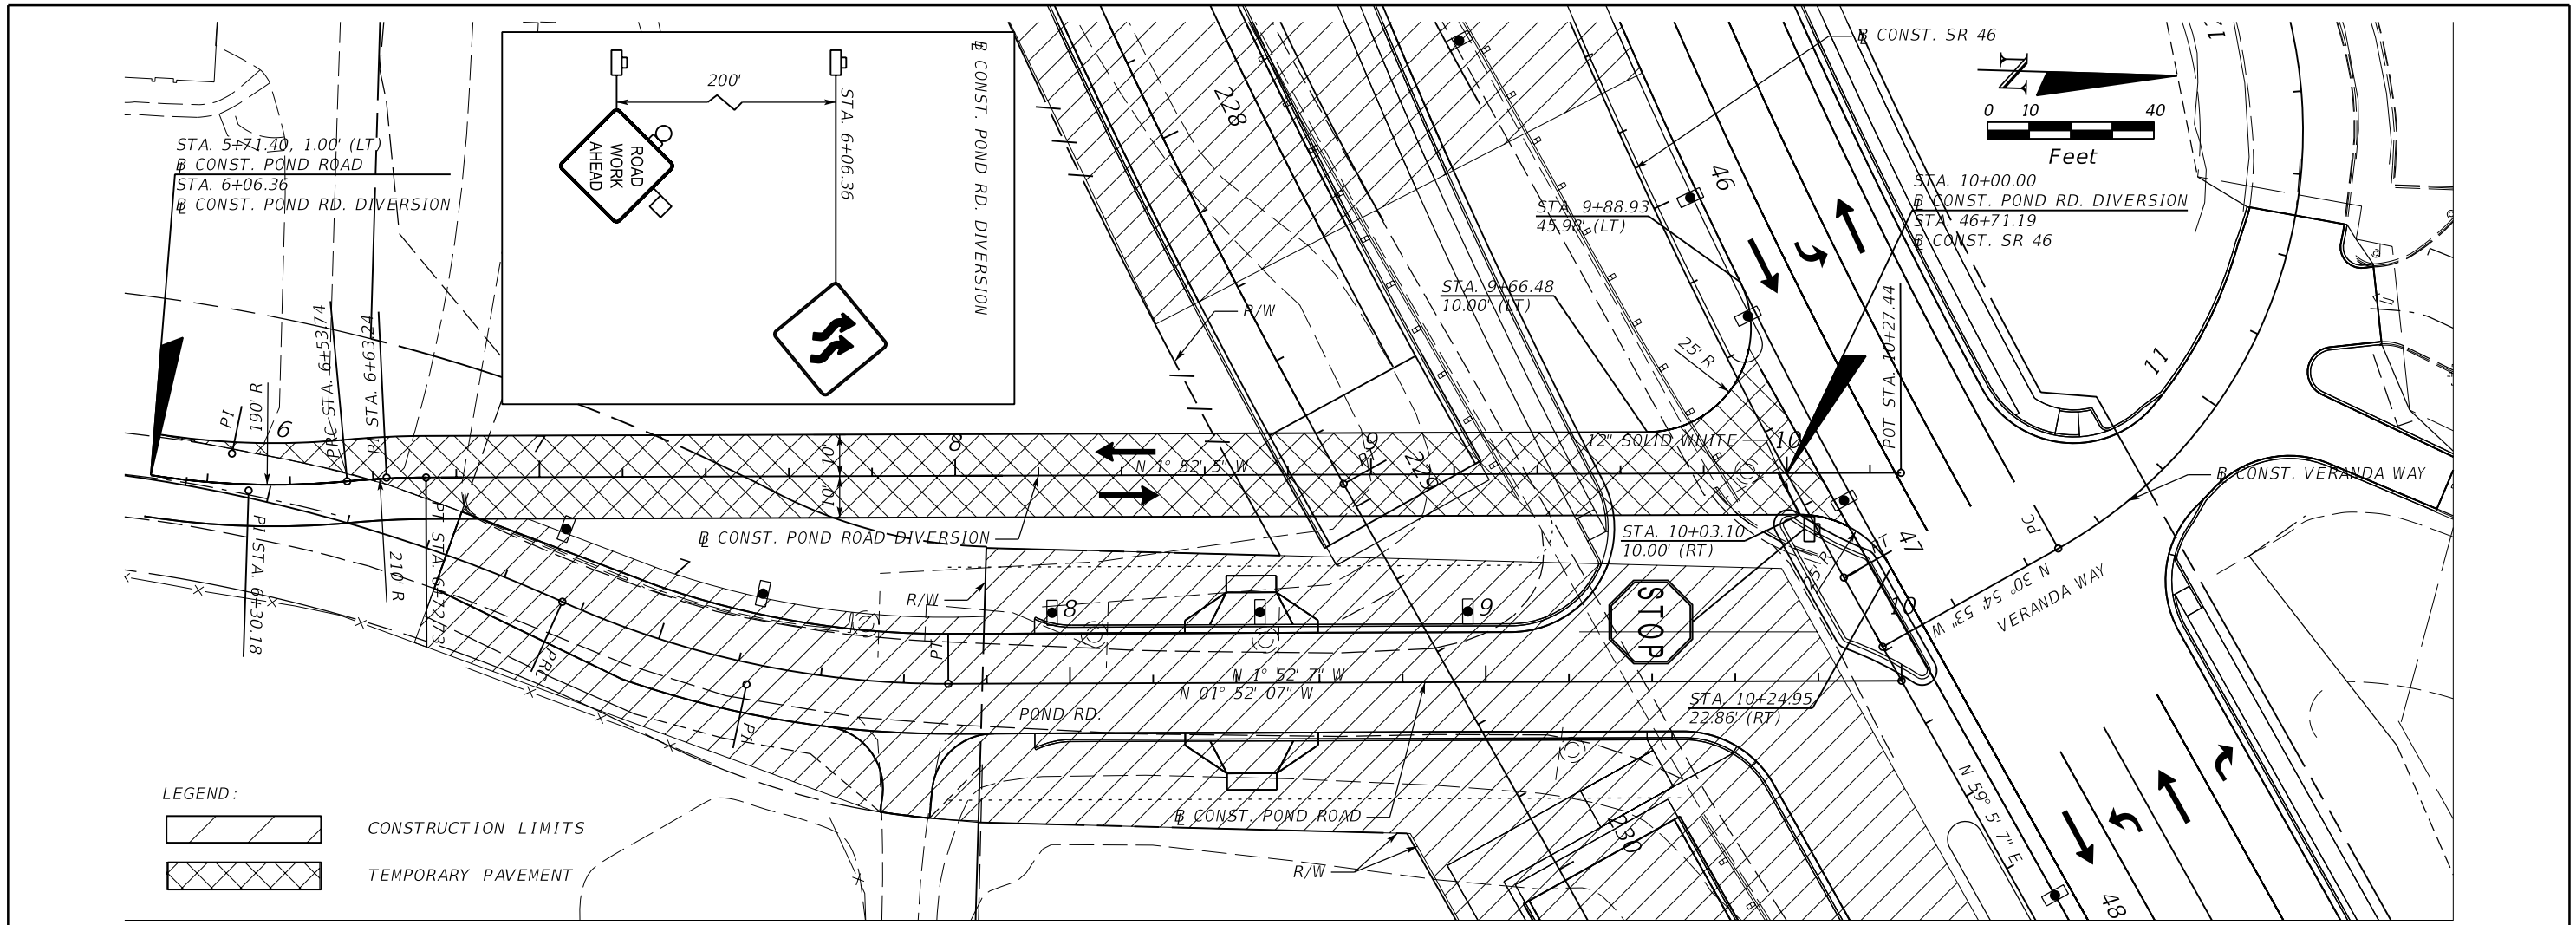 STA. 5+71.40, 1.00' (LT)
℄ CONST. POND ROAD
STA. 6+06.36
℄ CONST. POND RD. DIVERSION
200'
STA. 6+06.36
℄ CONST. POND RD. DIVERSION
ROAD
WORK
AHEAD
228
R/W
46
℄ CONST. SR 46
N
0 10 40
Feet
STA. 10+00.00
℄ CONST. POND RD. DIVERSION
STA. 46+71.19
℄ CONST. SR 46
STA. 9+88.93
45.98' (LT)
STA. 9+66.48
10.00' (LT)
25' R
POT STA. 10+27.44
11
PI
190' R
6
PRC STA. 6+53.74
PI STA. 6+63.24
7
8
10'
10'
N 1° 52' 5" W
9
PT
229
12" SOLID WHITE
10
℄ CONST. VERANDA WAY
PC
PI STA. 6+30.18
210' R
PT STA. 6+72.73
℄ CONST. POND ROAD DIVERSION
STA. 10+03.10
10.00' (RT)
25' R
PT
47
N 30° 54' 53" W
VERANDA WAY
7
R/W
8
9
STOP
10
PRC
PI
PT
N 1° 52' 7" W
N 01° 52' 07" W
POND RD.
STA. 10+24.95
22.86' (RT)
℄ CONST. POND ROAD
R/W
230
N 59° 5' 7" E
48
LEGEND:
CONSTRUCTION LIMITS
TEMPORARY PAVEMENT